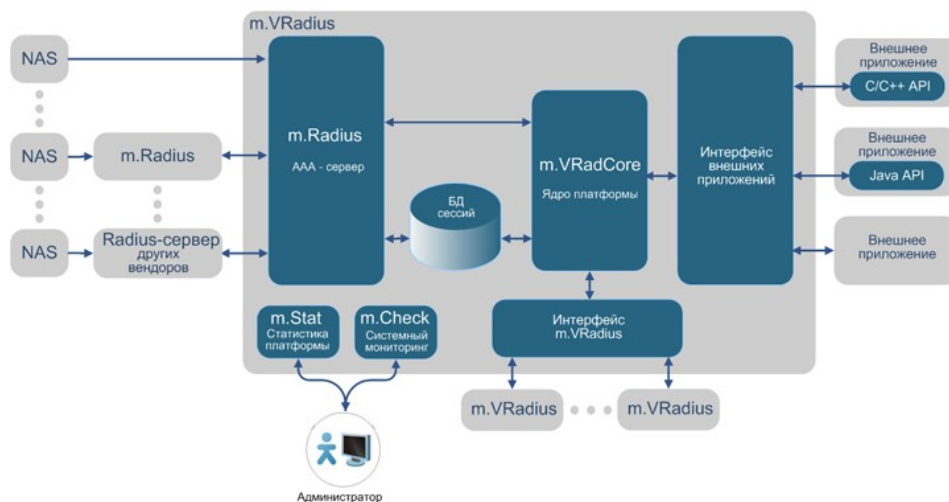 m.VRadius
NAS
NAS
m.Radius
NAS
Radius-сервер
других
вендоров
m.Radius
ААА - сервер
БД
сессий
m.VRadCore
Ядро платформы
Интерфейс
внешних
приложений
Внешнее
приложение
C/C++ API
Внешнее
приложение
Java API
Внешнее
приложение
m.Stat
Статистика
платформы
m.Check
Системный
мониторинг
Интерфейс
m.VRadius
m.VRadius
m.VRadius
Администратор